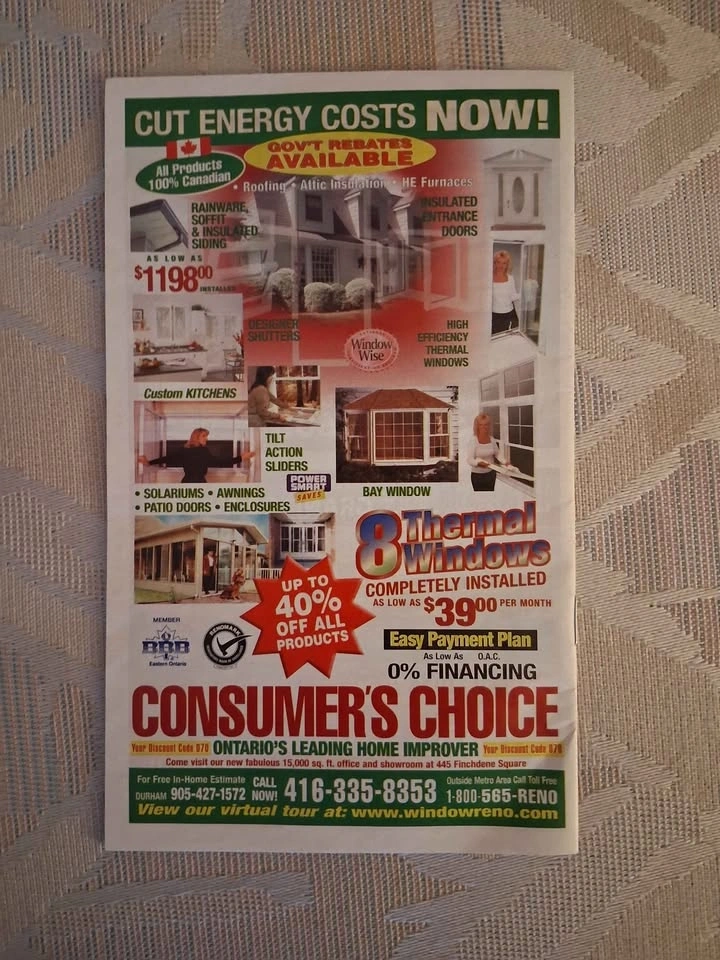 CUT ENERGY COSTS NOW!
GOV'T REBATES
AVAILABLE
All Products
100% Canadian
• Roofing • Attic Insulation • HE Furnaces
RAINWARE,
SOFFIT
& INSULATED
SIDING
AS LOW AS
$119800
INSTALLED
INSULATED
ENTRANCE
DOORS
DESIGNER
SHUTTERS
Window
Wise
HIGH
EFFICIENCY
THERMAL
WINDOWS
Custom KITCHENS
TILT
ACTION
SLIDERS
POWER
SMART
SAVES
BAY WINDOW
• SOLARIUMS • AWNINGS
• PATIO DOORS • ENCLOSURES
8 Thermal
Windows
COMPLETELY INSTALLED
AS LOW AS $3900 PER MONTH
UP TO
40%
OFF ALL
PRODUCTS
Easy Payment Plan
As Low As O.A.C.
0% FINANCING
MEMBER
BBB
Eastern Ontario
RENOMARK
CONSUMER'S CHOICE
Your Discount Code B70 ONTARIO'S LEADING HOME IMPROVER Your Discount Code B70
Come visit our new fabulous 15,000 sq. ft. office and showroom at 445 Finchdene Square
For Free In-Home Estimate
DURHAM 905-427-1572
CALL
NOW! 416-335-8353
Outside Metro Area Call Toll Free
1-800-565-RENO
View our virtual tour at: www.windowreno.com